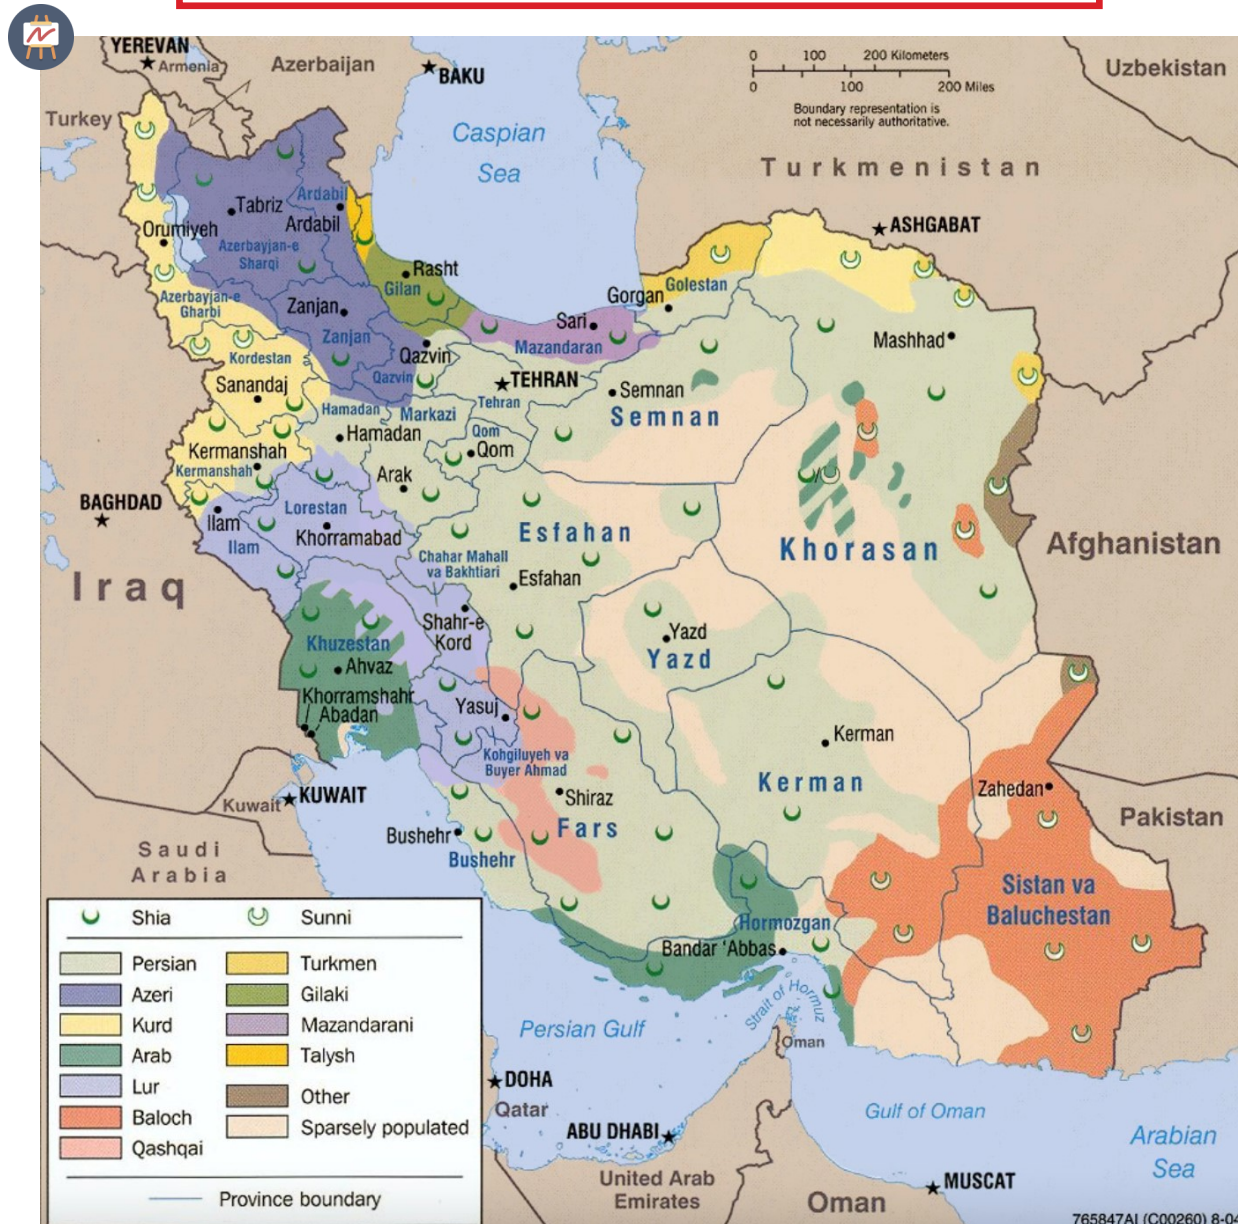 YEREVAN
Armenia
Azerbaijan
BAKU
Turkey
Caspian
Sea
0 100 200 Kilometers
0 100 200 Miles
Boundary representation is
not necessarily authoritative.
Uzbekistan
Turkmenistan
ASHGABAT
Tabriz
Ardabil
Ardabil
Orumiyeh
Azerbayjan-e
Sharqi
Rasht
Gilan
Azerbayjan-e
Gharbi
Zanjan
Zanjan
Gorgan
Golestan
Sari
Mazandaran
Mashhad
Kordestan
Qazvin
Qazvin
Sanandaj
TEHRAN
Tehran
Semnan
Semnan
Hamadan
Markazi
Hamadan
Qom
Qom
Kermanshah
Kermanshah
Arak
BAGHDAD
Ilam
Ilam
Lorestan
Khorramabad
Esfahan
Chahar Mahall
va Bakhtiari
Esfahan
Khorasan
Afghanistan
Iraq
Shahr-e
Kord
Khuzestan
Ahvaz
Yazd
Yazd
Khorramshahr
Abadan
Yasuj
Kohgiluyeh va
Buyer Ahmad
Kerman
Kerman
Zahedan
Kuwait
KUWAIT
Shiraz
Fars
Pakistan
Bushehr
Bushehr
Saudi
Arabia
Sistan va
Baluchestan
Hormozgan
Bandar 'Abbas
Strait of Hormuz
Persian Gulf
Oman
DOHA
Qatar
ABU DHABI
Gulf of Oman
Arabian
Sea
United Arab
Emirates
Oman
MUSCAT
Shia
Sunni
Persian
Turkmen
Azeri
Gilaki
Kurd
Mazandarani
Arab
Talysh
Lur
Other
Baloch
Sparsely populated
Qashqai
Province boundary
765847AI (C00260) 8-04